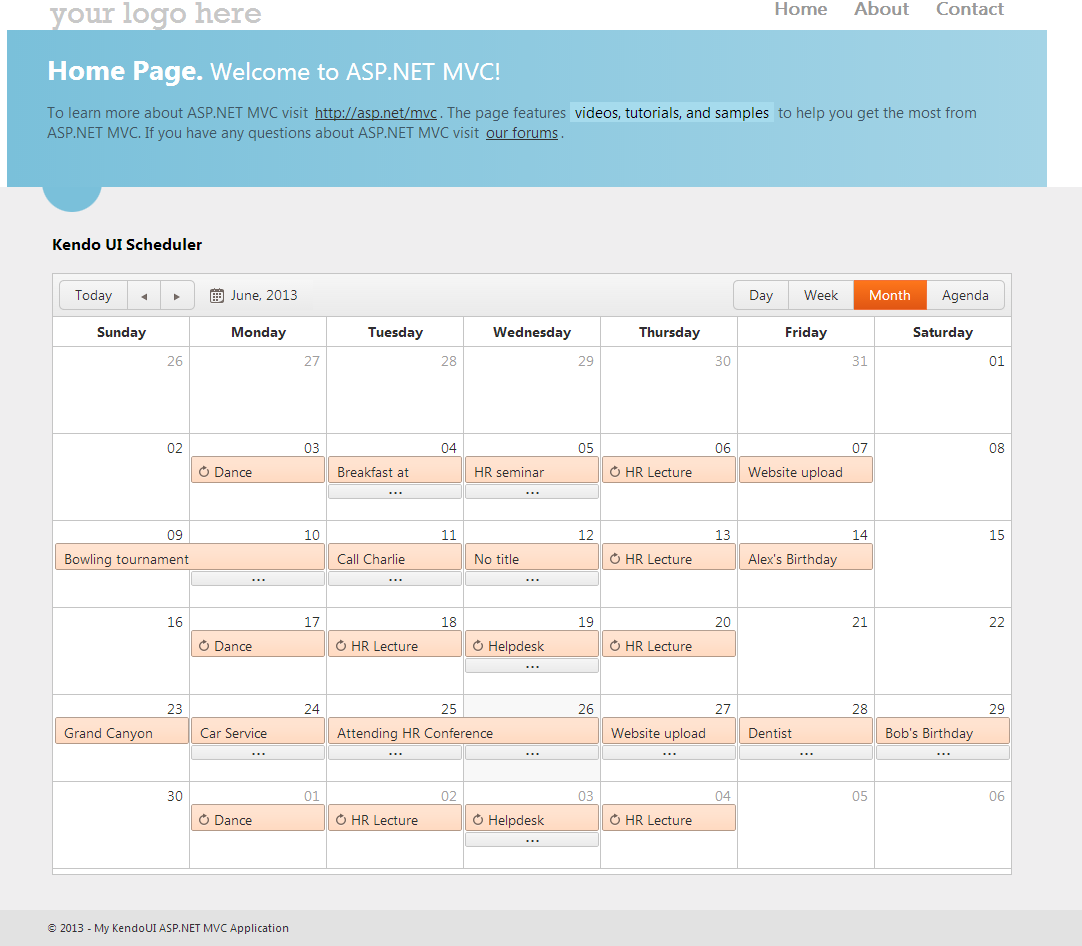 your logo here
Home About Contact
Home Page. Welcome to ASP.NET MVC!
To learn more about ASP.NET MVC visit http://asp.net/mvc. The page features videos, tutorials, and samples to help you get the most from
ASP.NET MVC. If you have any questions about ASP.NET MVC visit our forums.
Kendo UI Scheduler
Today June, 2013 Day Week Month Agenda
Sunday Monday Tuesday Wednesday Thursday Friday Saturday
26 27 28 29 30 31 01
02 03 04 05 06 07 08
Dance Breakfast at HR seminar HR Lecture Website upload
... ...
09 10 11 12 13 14 15
Bowling tournament Call Charlie No title HR Lecture Alex's Birthday
... ... ...
16 17 18 19 20 21 22
Dance HR Lecture Helpdesk HR Lecture
...
23 24 25 26 27 28 29
Grand Canyon Car Service Attending HR Conference Website upload Dentist Bob's Birthday
... ... ... ... ... ...
30 01 02 03 04 05 06
Dance HR Lecture Helpdesk HR Lecture
...
© 2013 - My KendoUI ASP.NET MVC Application